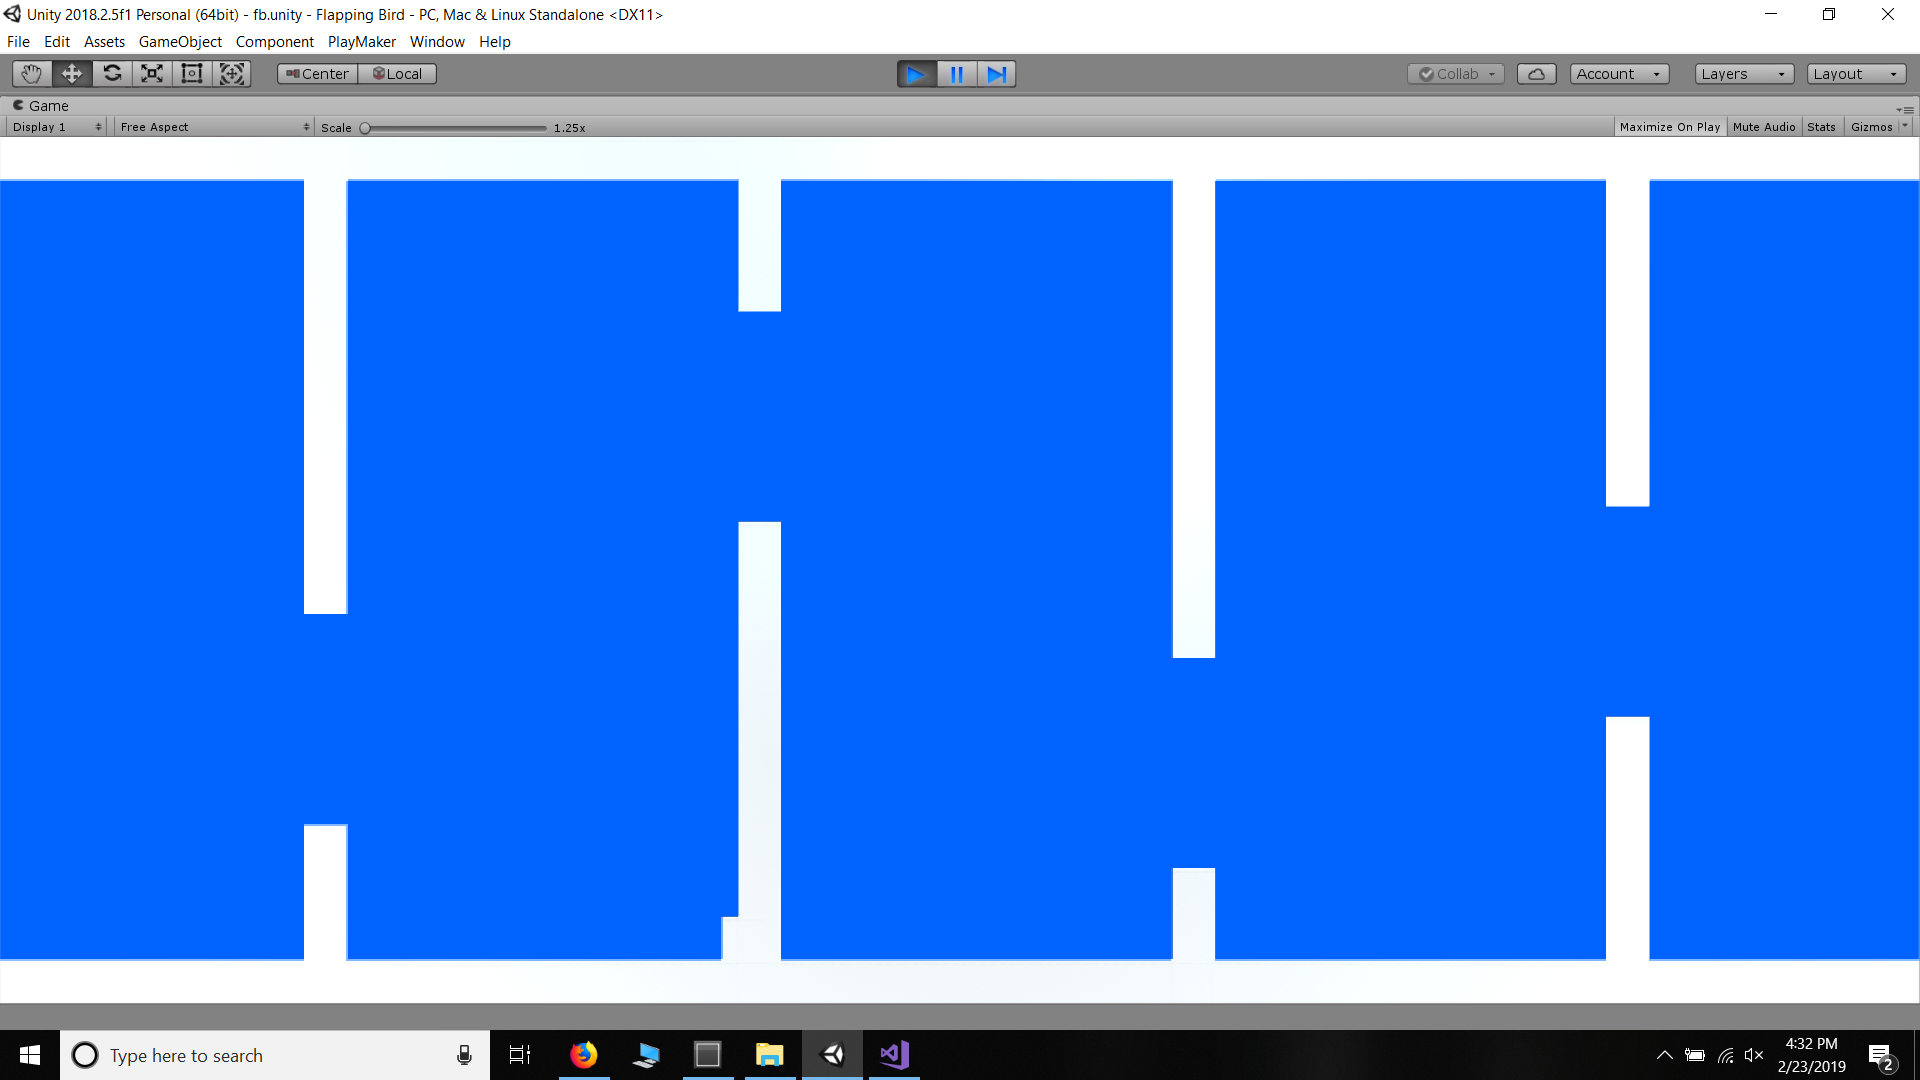 Unity 2018.2.5f1 Personal (64bit) - fb.unity - Flapping Bird - PC, Mac & Linux Standalone <DX11>
File Edit Assets GameObject Component PlayMaker Window Help
Center Local Collab Account Layers Layout
Game
Display 1 Free Aspect Scale 1.25x Maximize On Play Mute Audio Stats Gizmos
Type here to search
4:32 PM
2/23/2019
2